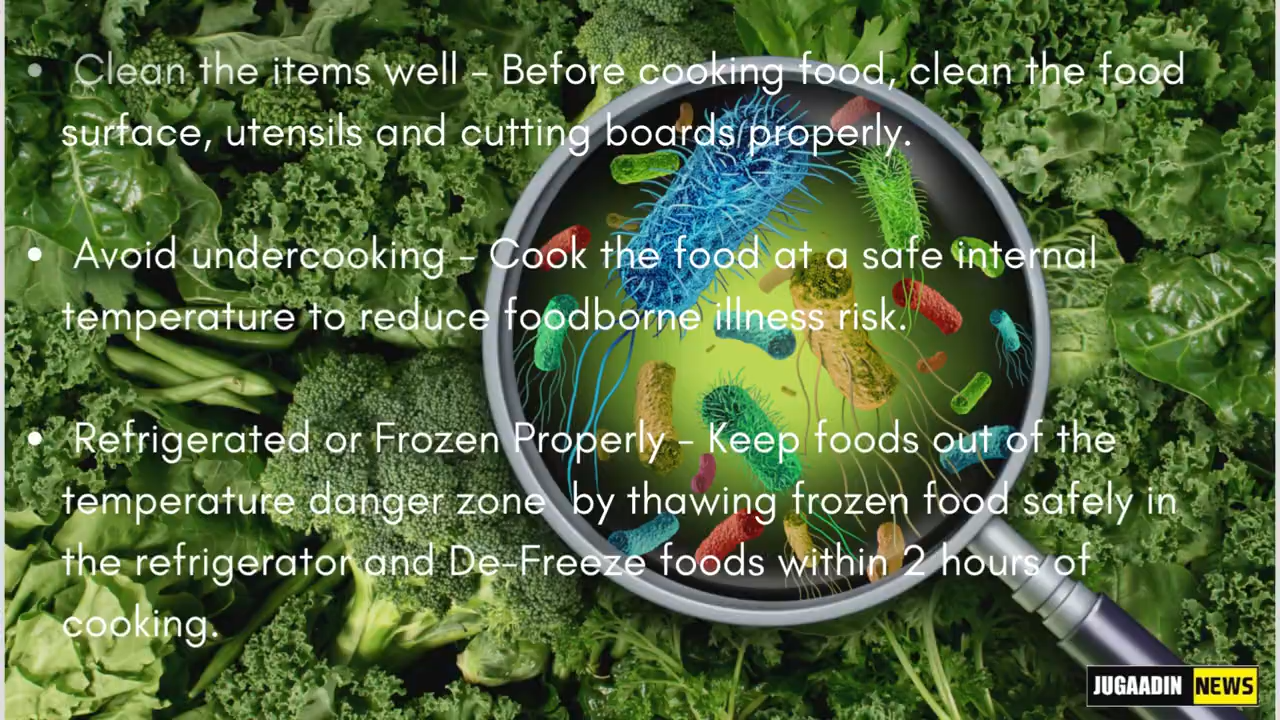 • Clean the items well - Before cooking food, clean the food
surface, utensils and cutting boards properly.
• Avoid undercooking - Cook the food at a safe internal
temperature to reduce foodborne illness risk.
• Refrigerated or Frozen Properly - Keep foods out of the
temperature danger zone by thawing frozen food safely in
the refrigerator and De-Freeze foods within 2 hours of
cooking.
JUGAADIN NEWS